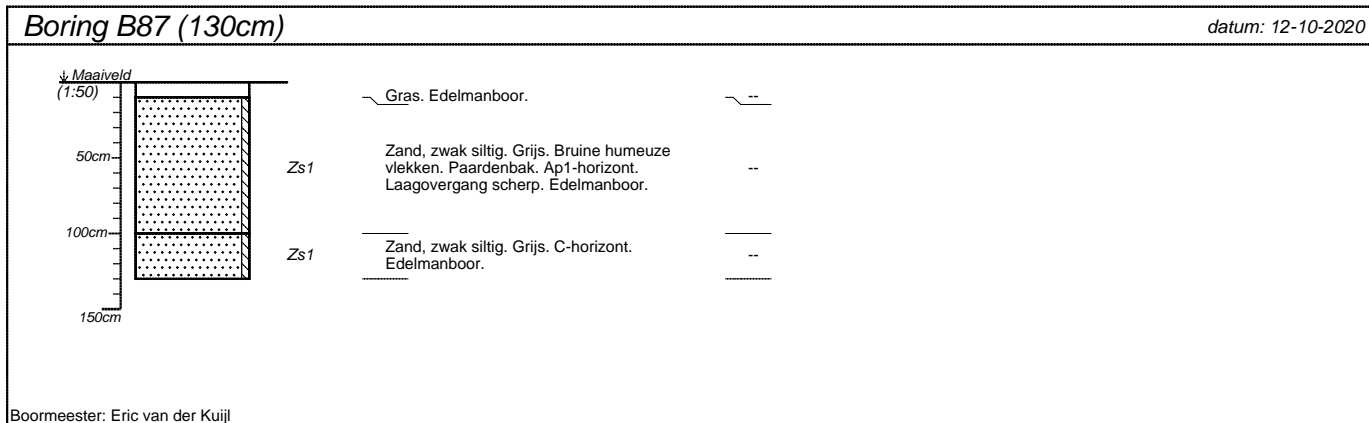 Boring B87 (130cm)
datum: 12-10-2020
Maaiveld
(1:50)
Gras. Edelmanboor.
--
50cm
Zs1
Zand, zwak siltig. Grijs. Bruine humeuze
vlekken. Paardenbak. Ap1-horizont.
Laagovergang scherp. Edelmanboor.
--
100cm
Zs1
Zand, zwak siltig. Grijs. C-horizont.
Edelmanboor.
--
150cm
Boormeester: Eric van der Kuijl